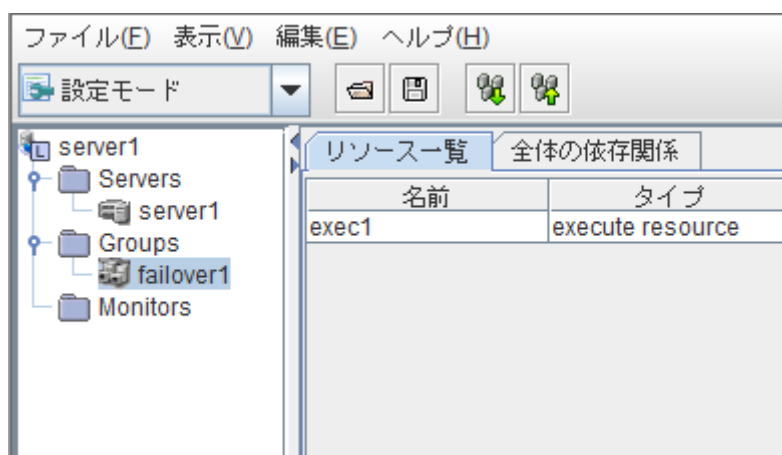 ファイル(F) 表示(V) 編集(E) ヘルプ(H)
設定モード
server1
Servers
server1
Groups
failover1
Monitors
リソース一覧 全体の依存関係
名前 タイプ
exec1 execute resource